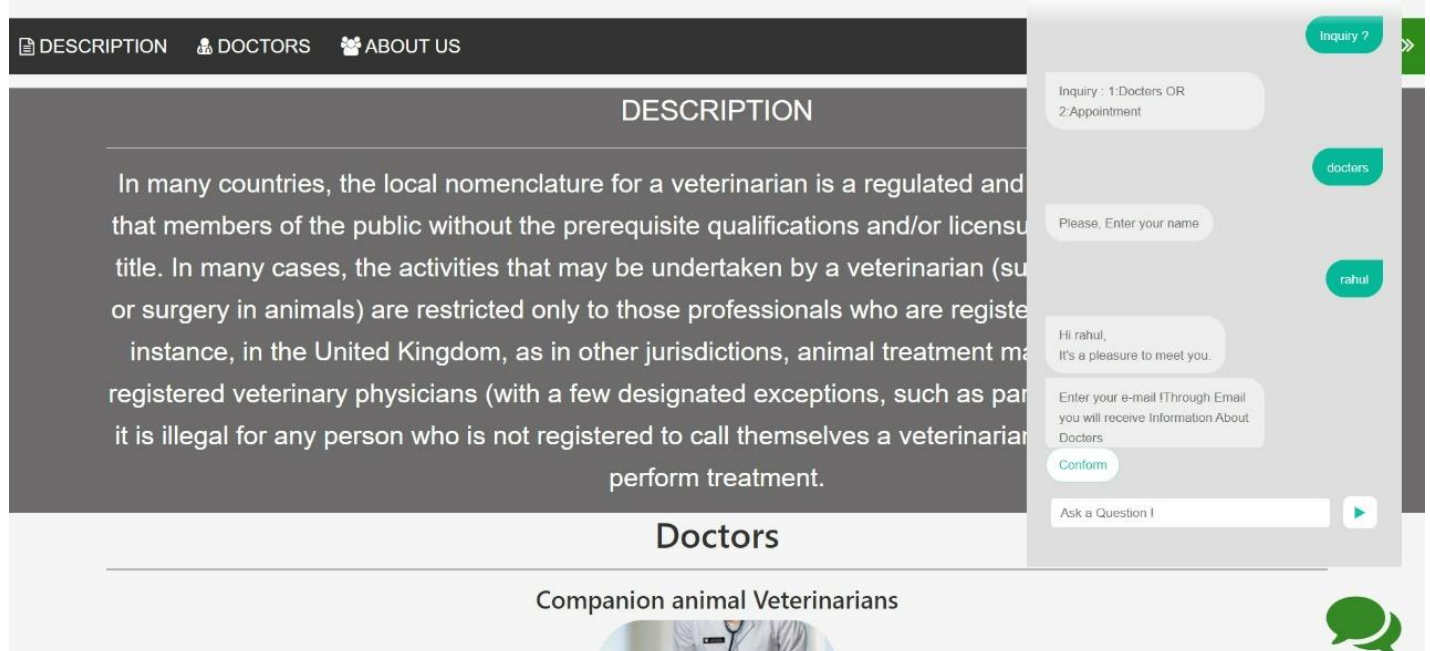 DESCRIPTION DOCTORS ABOUT US
DESCRIPTION
In many countries, the local nomenclature for a veterinarian is a regulated and
that members of the public without the prerequisite qualifications and/or
title. In many cases, the activities that may be undertaken by a veterinarian
or surgery in animals) are restricted only to those professionals who are
instance, in the United Kingdom, as in other jurisdictions, animal treatment
registered veterinary physicians (with a few designated exceptions, such as
it is illegal for any person who is not registered to call themselves a
perform treatment.
Doctors
Companion animal Veterinarians
Inquiry ?
Inquiry : 1:Docters OR
2:Appointment
docters
Please, Enter your name
rahul
Hi rahul,
It's a pleasure to meet you.
Enter your e-mail !Through Email
you will receive Information About
Docters
Conform
Ask a Question !